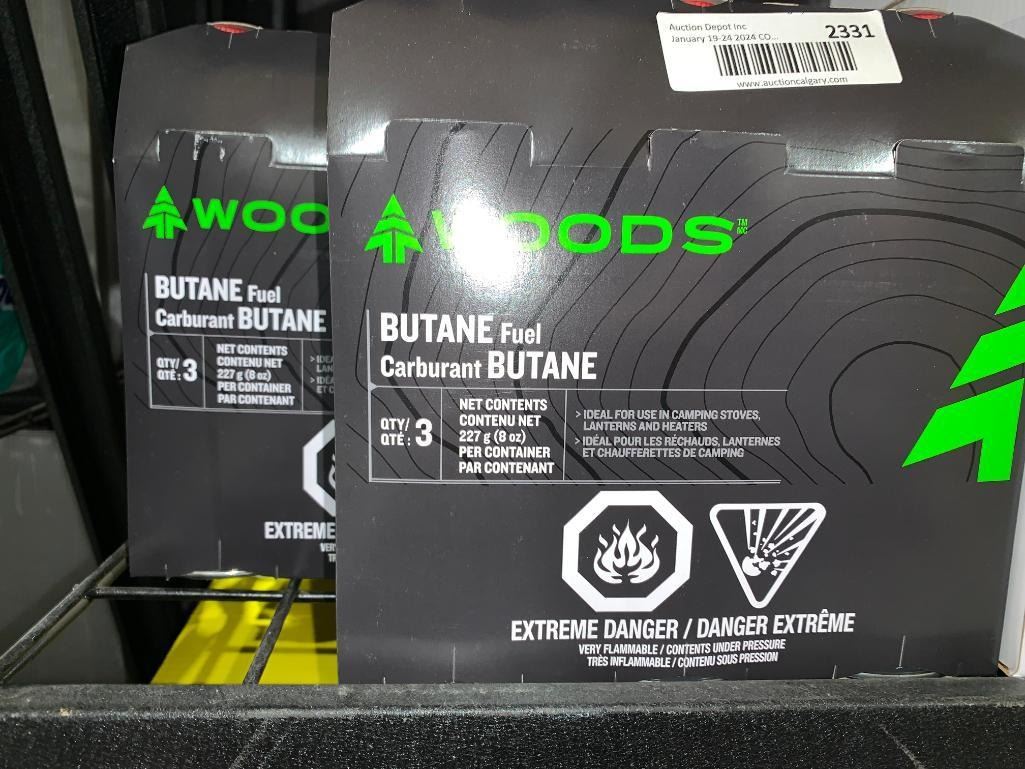 Auction Depot Inc
January 19-24 2024 CO...
2331
www.auctioncalgary.com
WOO
BUTANE Fuel
Carburant BUTANE
QTY/
QTÉ : 3
NET CONTENTS
CONTENU NET
227 g (8 oz)
PER CONTAINER
PAR CONTENANT
EXTREME
WOODS
TM
MC
BUTANE Fuel
Carburant BUTANE
QTY/
QTÉ : 3
NET CONTENTS
CONTENU NET
227 g (8 oz)
PER CONTAINER
PAR CONTENANT
> IDEAL FOR USE IN CAMPING STOVES,
LANTERNS AND HEATERS
> IDÉAL POUR LES RÉCHAUDS, LANTERNES
ET CHAUFFERETTES DE CAMPING
EXTREME DANGER / DANGER EXTRÊME
VERY FLAMMABLE / CONTENTS UNDER PRESSURE
TRÈS INFLAMMABLE / CONTENU SOUS PRESSION